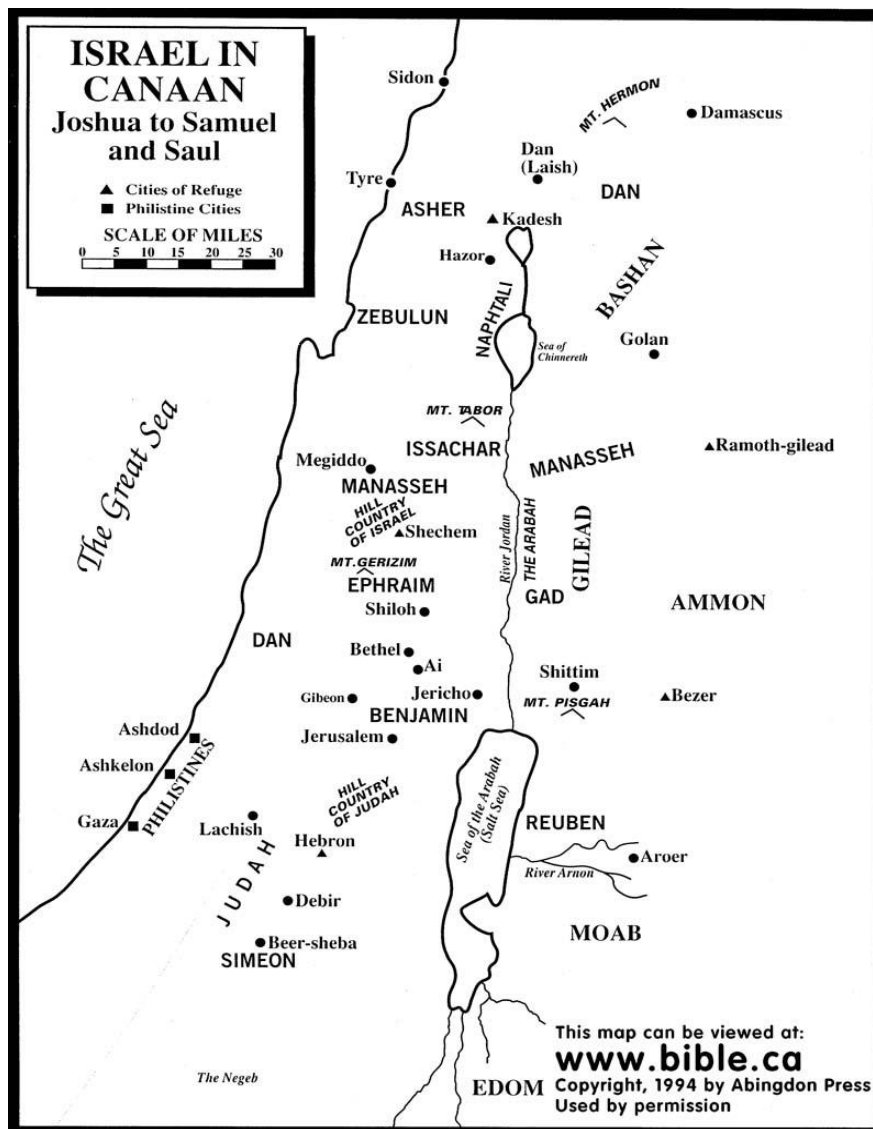 ISRAEL IN
CANAAN
Joshua to Samuel
and Saul
Cities of Refuge
Philistine Cities
SCALE OF MILES
0 5 10 15 20 25 30
Sidon
MT. HERMON
Damascus
Dan
(Laish)
Tyre
DAN
ASHER
Kadesh
Hazor
BASHAN
ZEBULUN
NAPHTALI
Sea of
Chinnereth
Golan
The Great Sea
MT. TABOR
ISSACHAR
MANASSEH
Ramoth-gilead
Megiddo
MANASSEH
HILL
COUNTRY
OF ISRAEL
Shechem
River Jordan
THE ARABAH
GILEAD
MT.GERIZIM
EPHRAIM
GAD
AMMON
Shiloh
DAN
Bethel
Ai
Shittim
Gibeon
Jericho
MT. PISGAH
Bezer
BENJAMIN
Ashdod
Jerusalem
Ashkelon
PHILISTINES
Gaza
HILL
COUNTRY
OF JUDAH
Sea of the Arabah
(Salt Sea)
Lachish
REUBEN
Hebron
Aroer
River Arnon
JUDAH
Debir
MOAB
Beer-sheba
SIMEON
The Negeb
EDOM
This map can be viewed at:
www.bible.ca
Copyright, 1994 by Abingdon Press
Used by permission